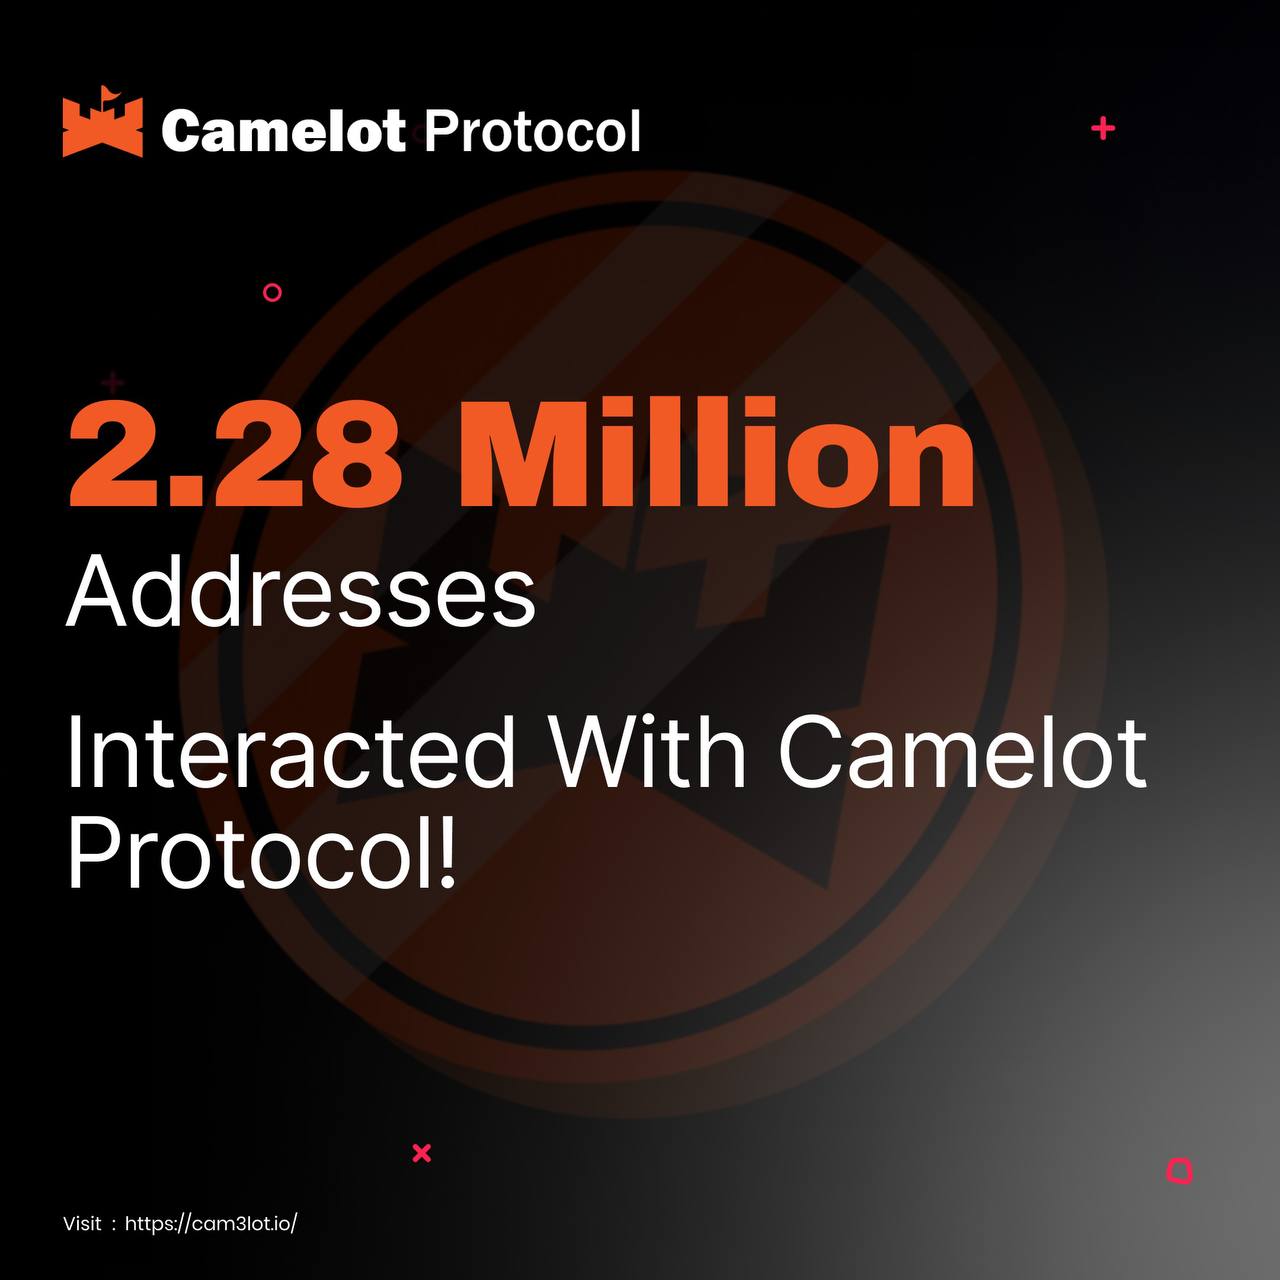 Camelot Protocol
2.28 Million
Addresses
Interacted With Camelot
Protocol!
Visit : https://cam3lot.io/